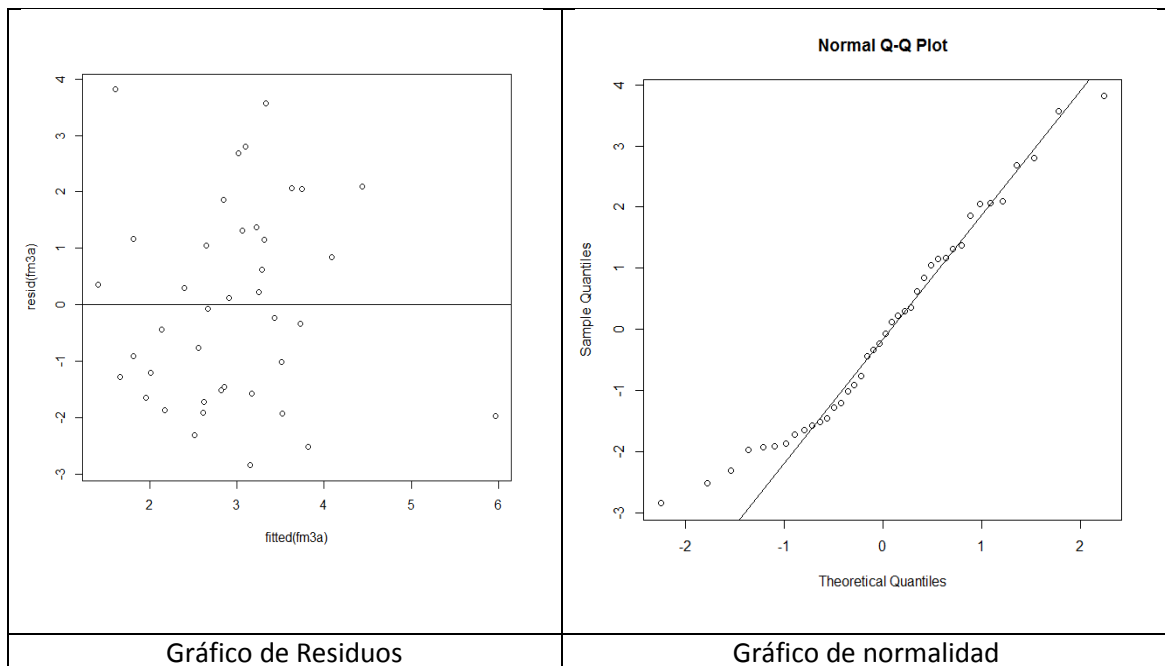 resid(fm3a)
4
3
2
1
0
-1
-2
-3
2 3 4 5 6
fitted(fm3a)
Normal Q-Q Plot
Sample Quantiles
4
3
2
1
0
-1
-2
-3
-2 -1 0 1 2
Theoretical Quantiles
Gráfico de Residuos
Gráfico de normalidad